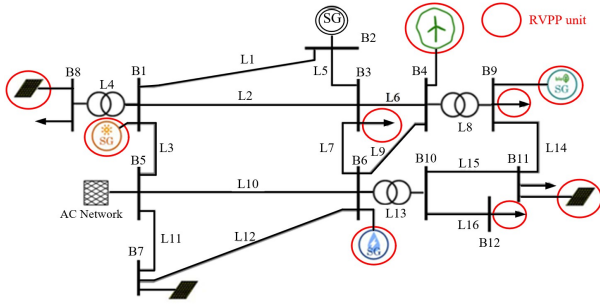 SG
RVPP unit
B2
B1
L1
B8
L5
B3
B4
B9
L4
SG
L2
L6
L8
SG
L3
L7
L9
L14
B5
B6
B10
L15
B11
L10
AC Network
L13
L16
B12
L11
L12
SG
B7